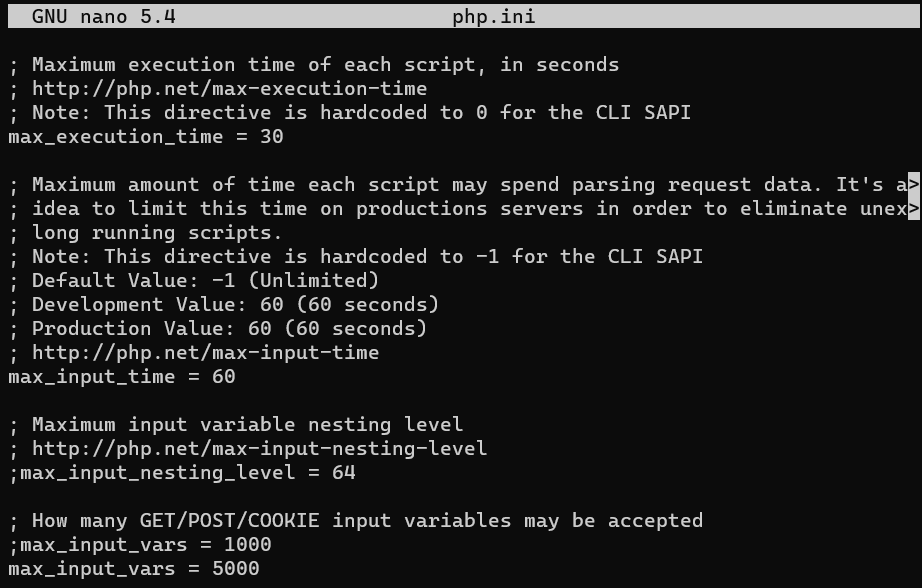 GNU nano 5.4 php.ini
; Maximum execution time of each script, in seconds
; http://php.net/max-execution-time
; Note: This directive is hardcoded to 0 for the CLI SAPI
max_execution_time = 30
; Maximum amount of time each script may spend parsing request data. It's a>
; idea to limit this time on productions servers in order to eliminate unex>
; long running scripts.
; Note: This directive is hardcoded to -1 for the CLI SAPI
; Default Value: -1 (Unlimited)
; Development Value: 60 (60 seconds)
; Production Value: 60 (60 seconds)
; http://php.net/max-input-time
max_input_time = 60
; Maximum input variable nesting level
; http://php.net/max-input-nesting-level
;max_input_nesting_level = 64
; How many GET/POST/COOKIE input variables may be accepted
;max_input_vars = 1000
max_input_vars = 5000